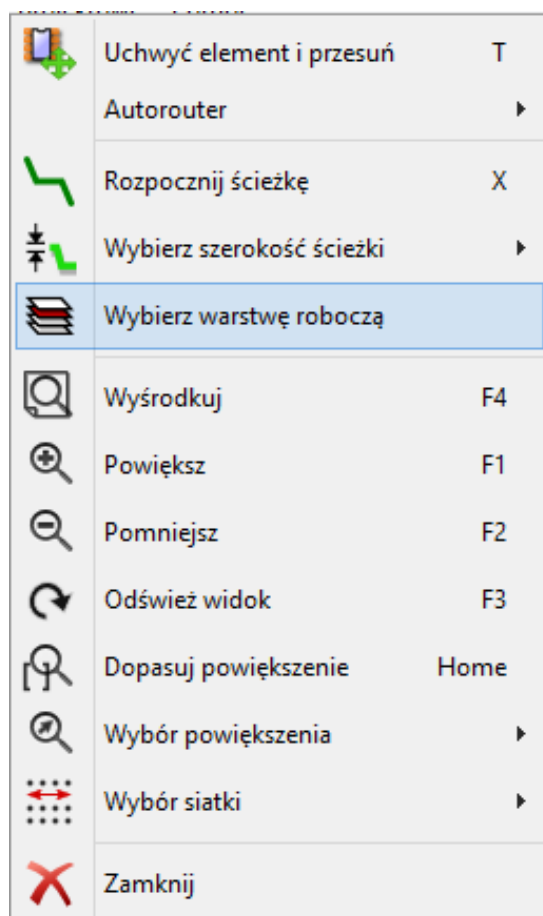 Uchwyć element i przesuń T
Autorouter
Rozpocznij ścieżkę X
Wybierz szerokość ścieżki
Wybierz warstwę roboczą
Wyśrodkuj F4
Powiększ F1
Pomniejsz F2
Odśwież widok F3
Dopasuj powiększenie Home
Wybór powiększenia
Wybór siatki
Zamknij